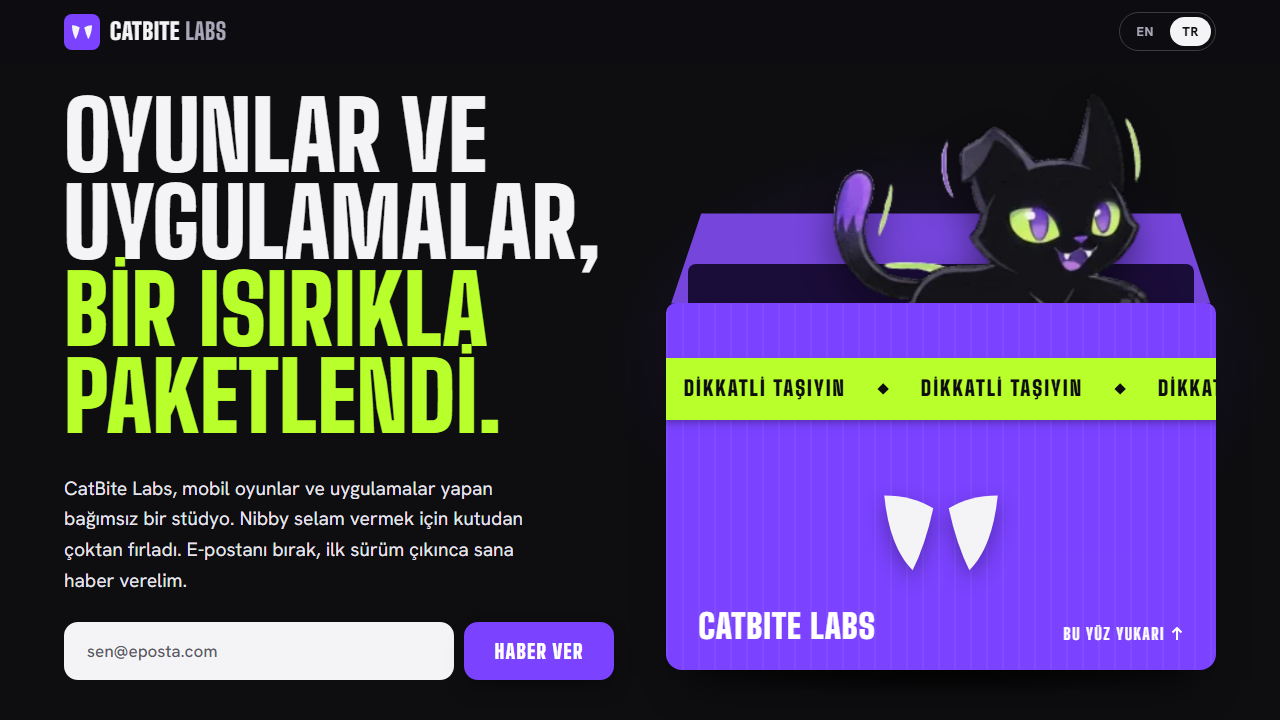 CATBITE LABS
EN
TR
OYUNLAR VE
UYGULAMALAR,
BİR ISIRIKLA
PAKETLENDİ.
CatBite Labs, mobil oyunlar ve uygulamalar yapan
bağımsız bir stüdyo. Nibby selam vermek için kutudan
çoktan fırladı. E-postanı bırak, ilk sürüm çıkınca sana
haber verelim.
sen@eposta.com
HABER VER
DİKKATLİ TAŞIYIN ◆ DİKKATLİ TAŞIYIN ◆ DİKKAT
CATBITE LABS
BU YÜZ YUKARI ↑